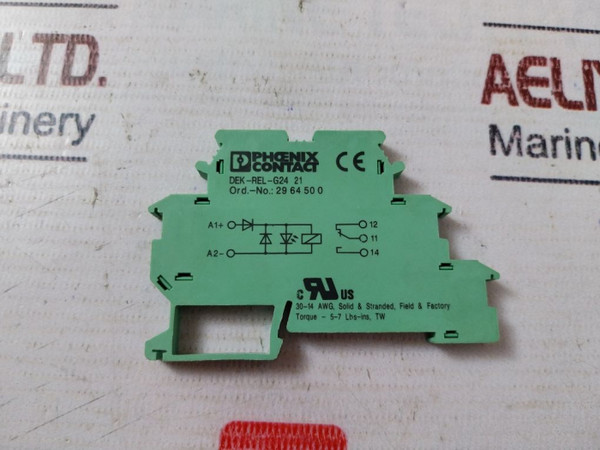 LTD.
inery
AELI
Marine
PHOENIX
CONTACT
CE
DEK-REL-G24 21
Ord.-No.: 29 64 50 0
A1+
A2-
12
11
14
c RU US
30-14 AWG, Solid & Stranded, Field & Factory
Torque - 5-7 Lbs-ins, TW